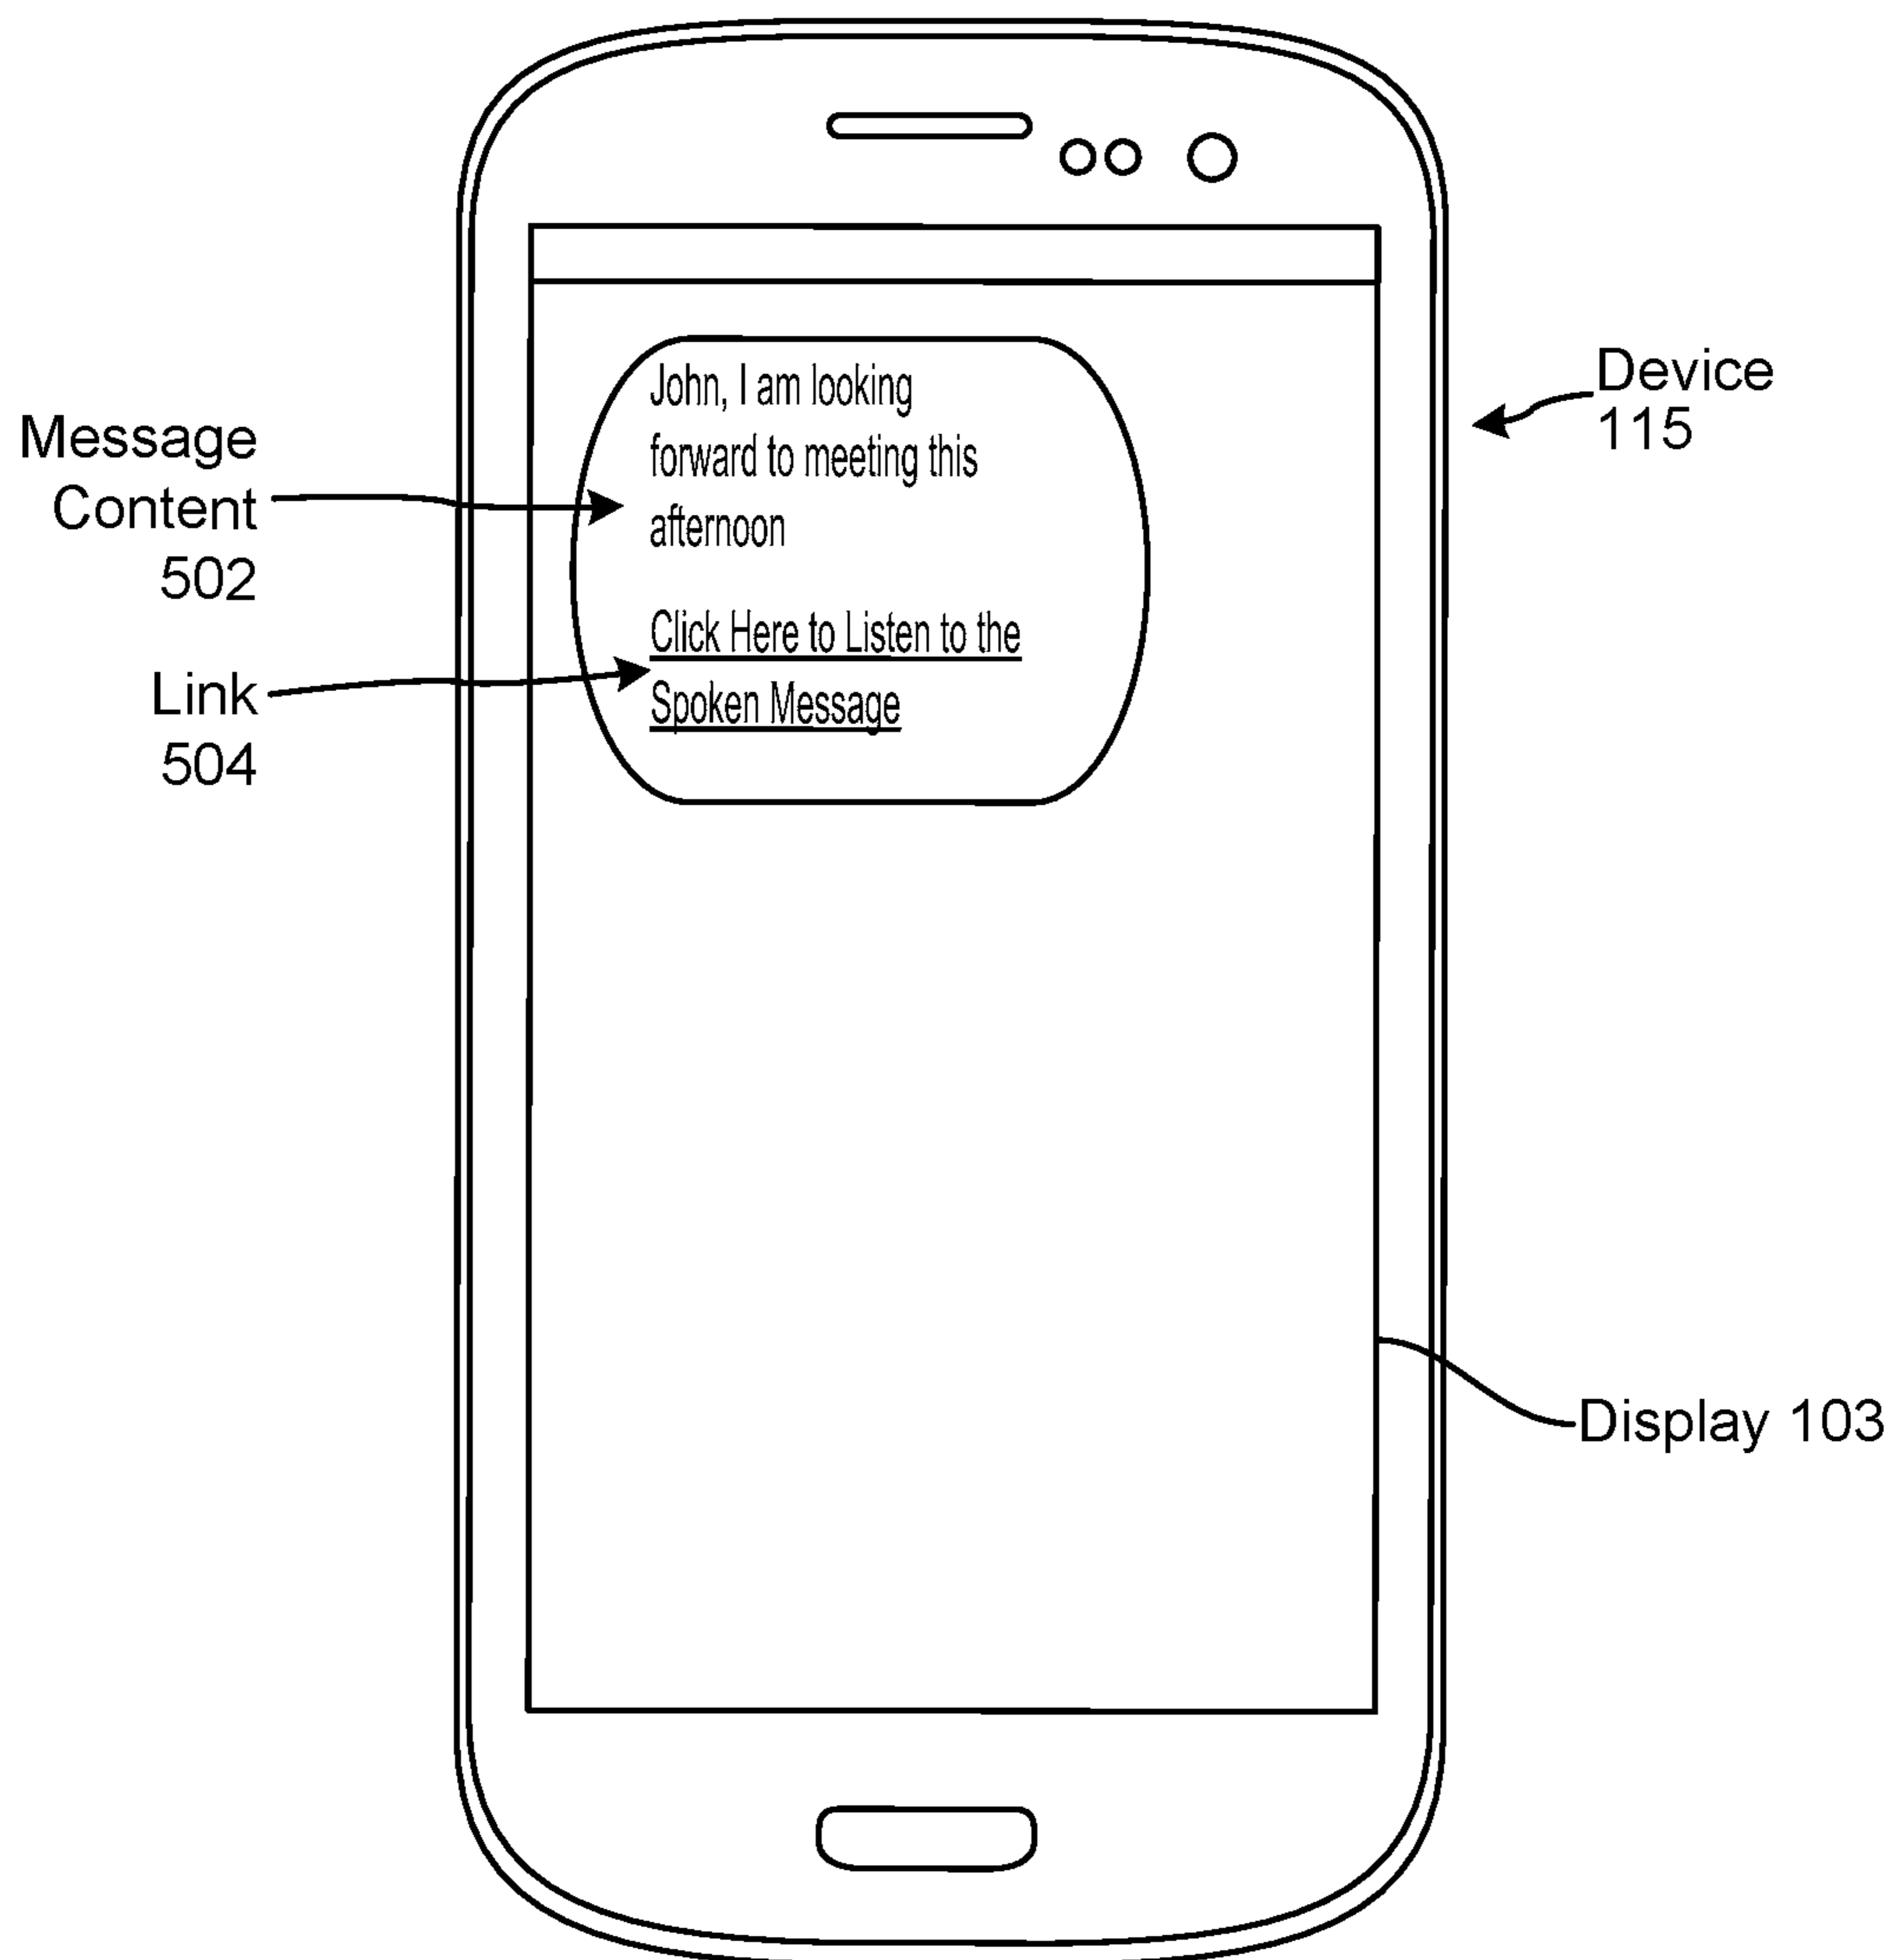 John, I am looking
forward to meeting this
afternoon
Click Here to Listen to the
Spoken Message
Message
Content
502
Link
504
Device
115
Display 103